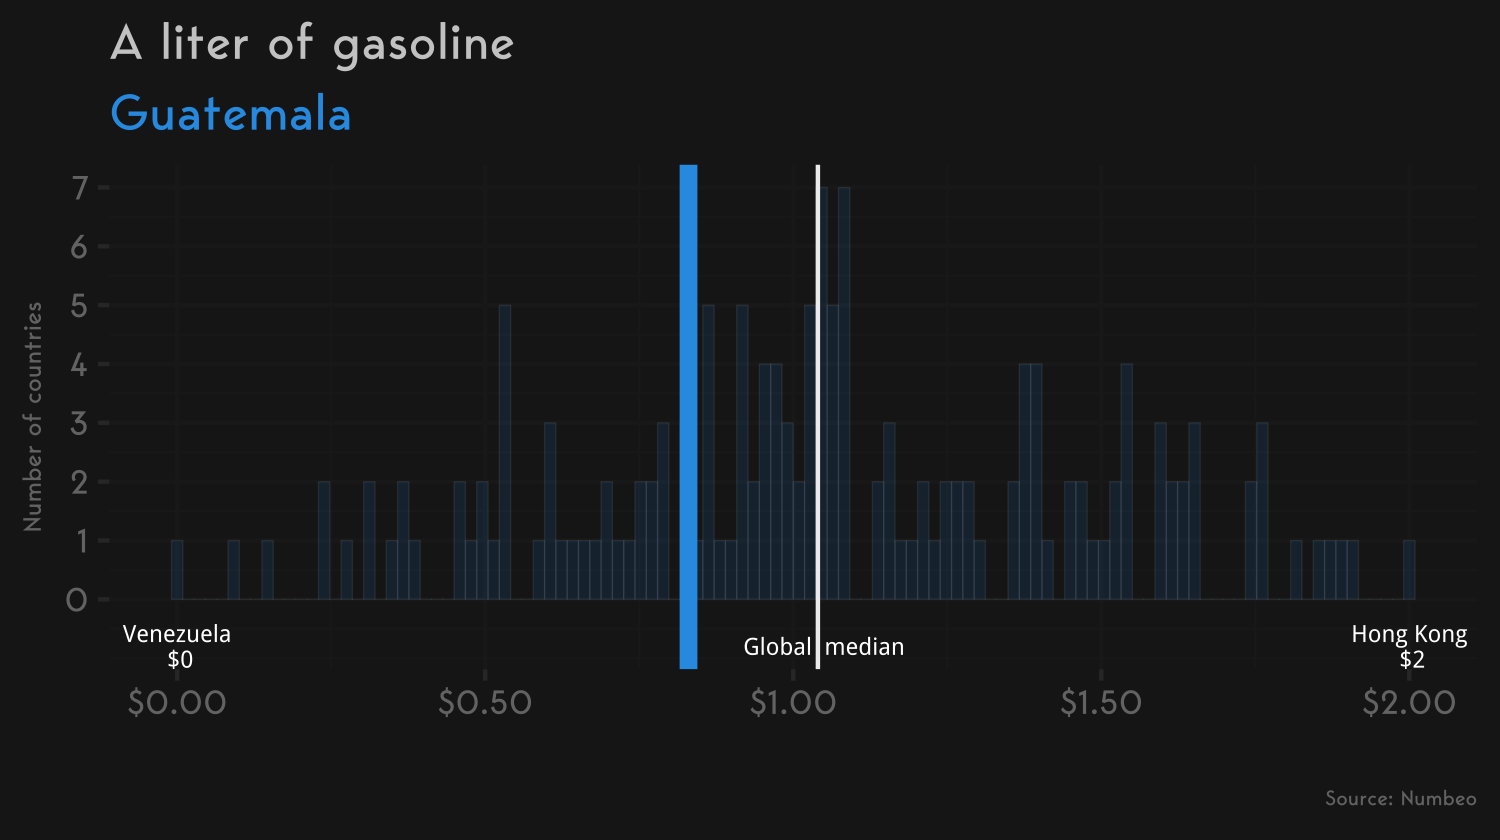 A liter of gasoline
Guatemala
Number of countries
7
6
5
4
3
2
1
0
Venezuela
$0
Global median
Hong Kong
$2
$0.00 $0.50 $1.00 $1.50 $2.00
Source: Numbeo